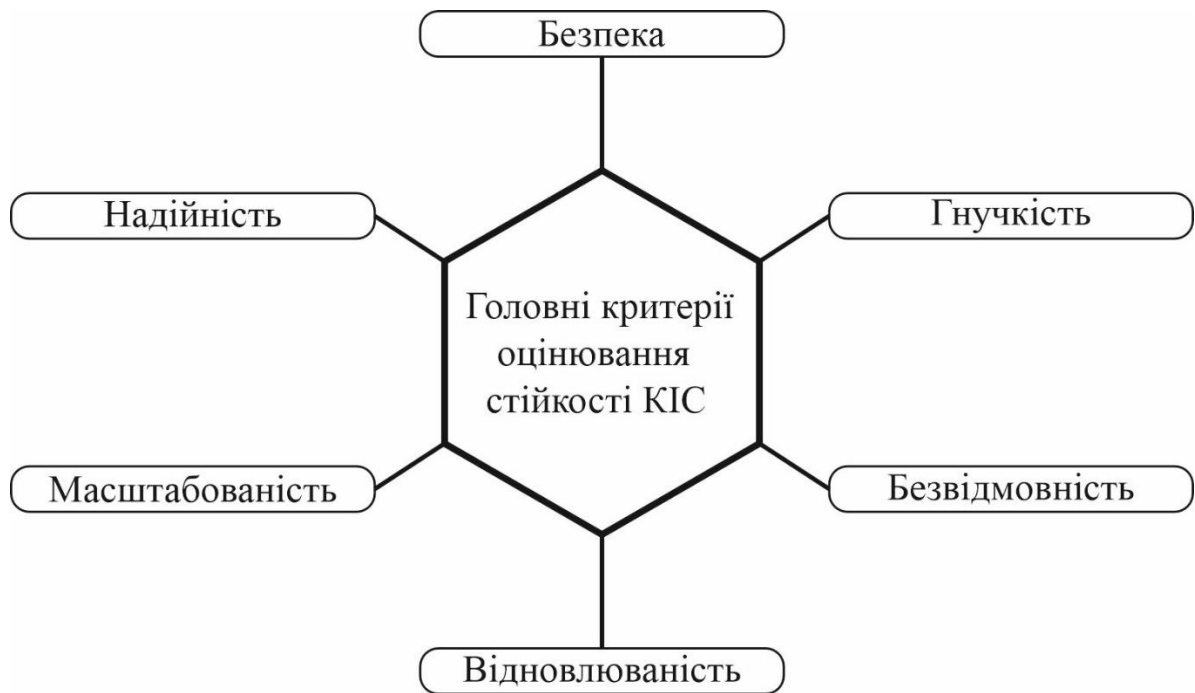 Безпека
Надійність
Гнучкість
Головні критерії
оцінювання
стійкості КІС
Масштабованість
Безвідмовність
Відновлюваність